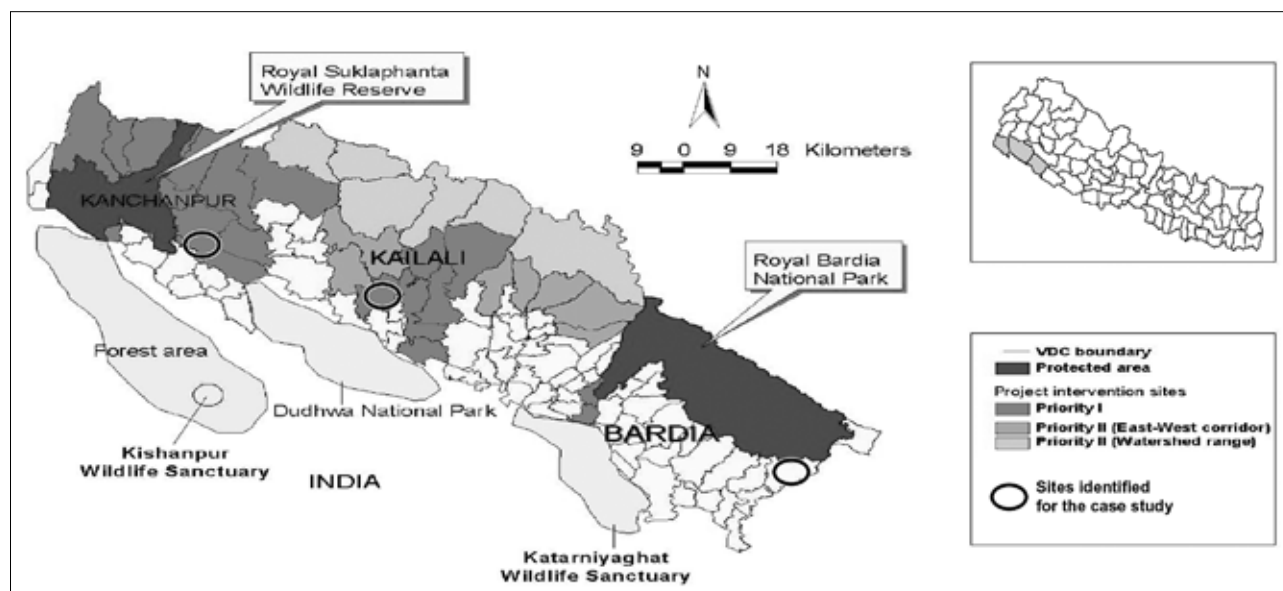 Royal Suklaphanta
Wildlife Reserve
N
9 0 9 18 Kilometers
KANCHANPUR
KAILALI
Royal Bardia
National Park
Forest area
Dudhwa National Park
BARDIA
Kishanpur
Wildlife Sanctuary
INDIA
Katarniyaghat
Wildlife Sanctuary
VDC boundary
Protected area
Project intervention sites
Priority I
Priority II (East-West corridor)
Priority II (Watershed range)
Sites identified
for the case study